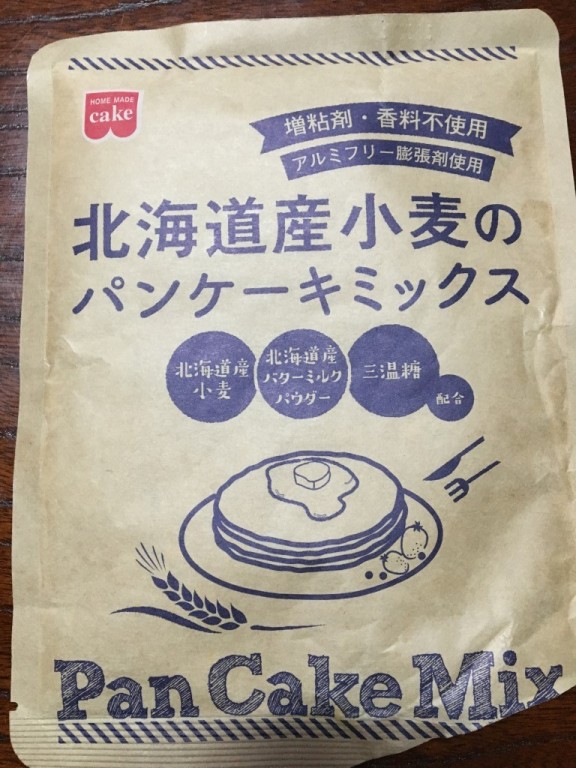 HOME MADE
cake
増粘剤・香料不使用
アルミフリー膨張剤使用
北海道産小麦の
パンケーキミックス
北海道産
小麦
北海道産
バターミルク
パウダー
三温糖
配合
Pan Cake Mix